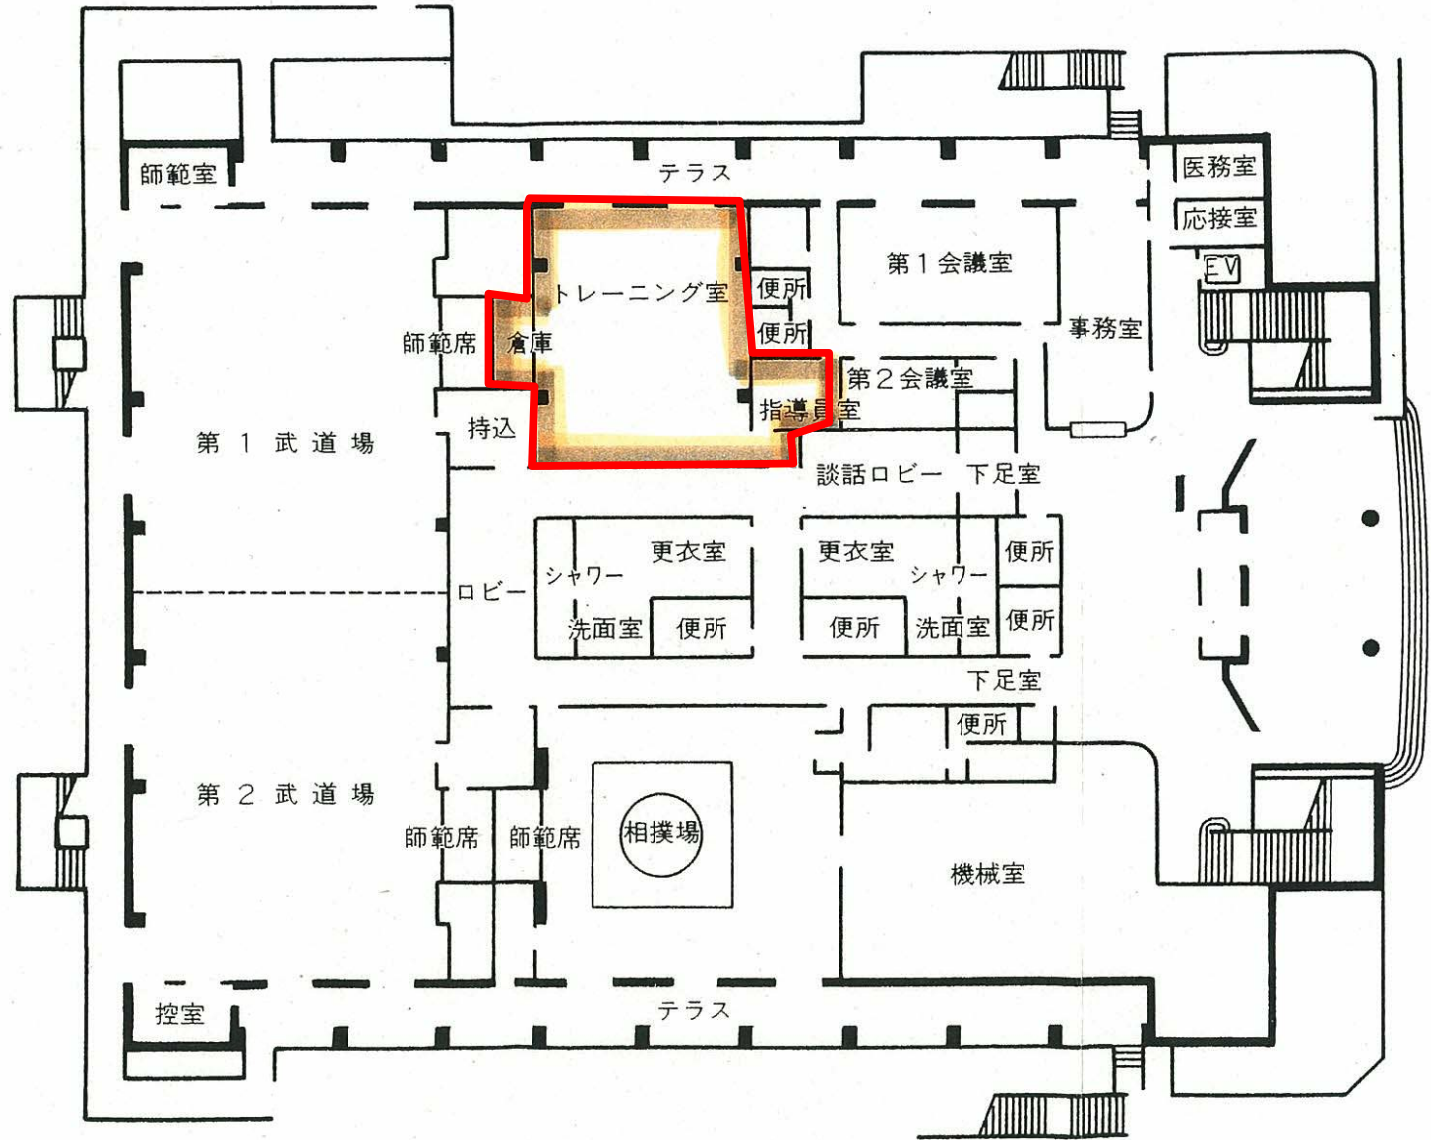 師範室
テラス
医務室
応接室
EV
第1会議室
トレーニング室
便所
便所
事務室
師範席
倉庫
第2会議室
指導員室
持込
第1武道場
談話ロビー
下足室
更衣室
シャワー
更衣室
シャワー
便所
ロビー
洗面室
便所
便所
洗面室
便所
下足室
便所
第2武道場
師範席
師範席
相撲場
機械室
控室
テラス